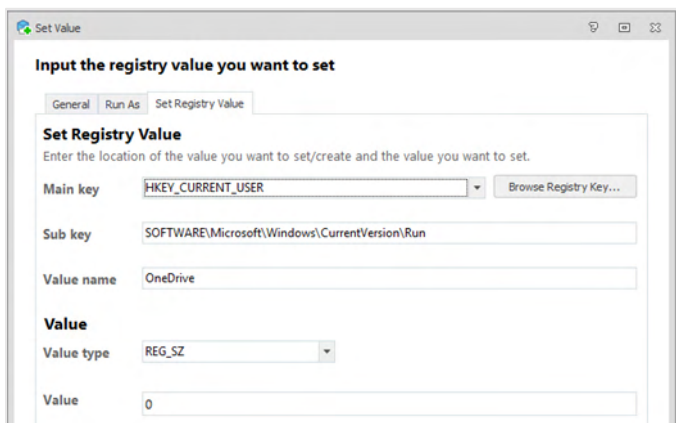 Set Value
Input the registry value you want to set
General Run As Set Registry Value
Set Registry Value
Enter the location of the value you want to set/create and the value you want to set.
Main key HKEY_CURRENT_USER Browse Registry Key...
Sub key SOFTWARE\Microsoft\Windows\CurrentVersion\Run
Value name OneDrive
Value
Value type REG_SZ
Value 0